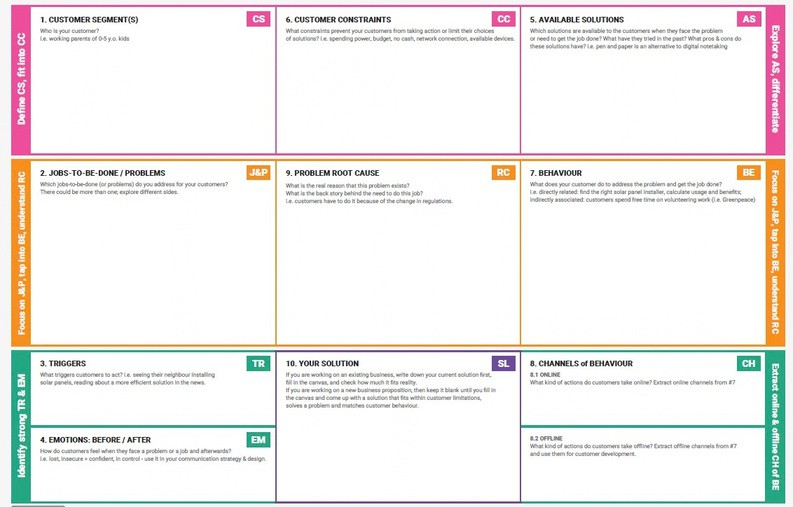 Define CS, fit into CC
1. CUSTOMER SEGMENT(S)
CS
Who is your customer?
i.e. working parents of 0-5 y.o. kids
6. CUSTOMER CONSTRAINTS
CC
What constraints prevent your customers from taking action or limit their choices
of solutions? i.e. spending power, budget, no cash, network connection, available devices.
5. AVAILABLE SOLUTIONS
AS
Which solutions are available to the customers when they face the problem
or need to get the job done? What have they tried in the past? What pros & cons do
these solutions have? i.e. pen and paper is an alternative to digital notetaking
Explore AS, differentiate
Focus on J&P, tap into BE, understand RC
2. JOBS-TO-BE-DONE / PROBLEMS
J&P
Which jobs-to-be-done (or problems) do you address for your customers?
There could be more than one; explore different sides.
9. PROBLEM ROOT CAUSE
RC
What is the real reason that this problem exists?
What is the back story behind the need to do this job?
i.e. customers have to do it because of the change in regulations.
7. BEHAVIOUR
BE
What does your customer do to address the problem and get the job done?
i.e. directly related: find the right solar panel installer, calculate usage and benefits;
indirectly associated: customers spend free time on volunteering work (i.e. Greenpeace)
Focus on J&P, tap into BE, understand RC
Identify strong TR & EM
3. TRIGGERS
TR
What triggers customers to act? i.e. seeing their neighbour installing
solar panels, reading about a more efficient solution in the news.
4. EMOTIONS: BEFORE / AFTER
EM
How do customers feel when they face a problem or a job and afterwards?
i.e. lost, insecure > confident, in control - use it in your communication strategy & design.
10. YOUR SOLUTION
SL
If you are working on an existing business, write down your current solution first,
fill in the canvas, and check how much it fits reality.
If you are working on a new business proposition, then keep it blank until you fill in
the canvas and come up with a solution that fits within customer limitations,
solves a problem and matches customer behaviour.
8. CHANNELS of BEHAVIOUR
CH
8.1 ONLINE
What kind of actions do customers take online? Extract online channels from #7
8.2 OFFLINE
What kind of actions do customers take offline? Extract offline channels from #7
and use them for customer development.
Extract online & offline CH of BE